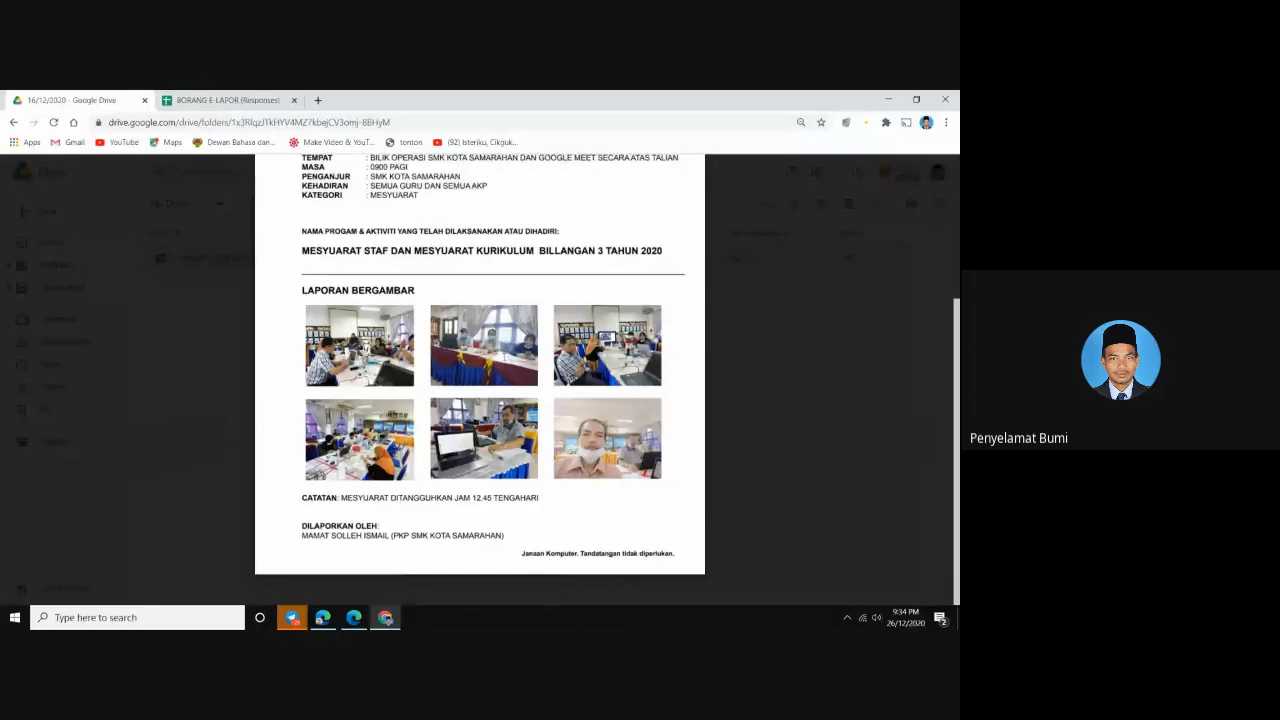 16/12/2020 - Google Drive
BORANG E-LAPOR (Responses)
drive.google.com/drive/folders/1x3RlqzJTkHYV4MZ7kbejCV3omj-8BHyM
Apps
Gmail
YouTube
Maps
Dewan Bahasa dan...
Make Video & YouT...
tonton
(92) Isteriku, Cikguk...
TEMPAT : BILIK OPERASI SMK KOTA SAMARAHAN DAN GOOGLE MEET SECARA ATAS TALIAN
MASA : 0900 PAGI
PENGANJUR : SMK KOTA SAMARAHAN
KEHADIRAN : SEMUA GURU DAN SEMUA AKP
KATEGORI : MESYUARAT
NAMA PROGAM & AKTIVITI YANG TELAH DILAKSANAKAN ATAU DIHADIRI:
MESYUARAT STAF DAN MESYUARAT KURIKULUM BILLANGAN 3 TAHUN 2020
LAPORAN BERGAMBAR
CATATAN: MESYUARAT DITANGGUHKAN JAM 12.45 TENGAHARI
DILAPORKAN OLEH:
MAMAT SOLLEH ISMAIL (PKP SMK KOTA SAMARAHAN)
Janaan Komputer. Tandatangan tidak diperlukan.
Penyelamat Bumi
Type here to search
9:34 PM
26/12/2020
2